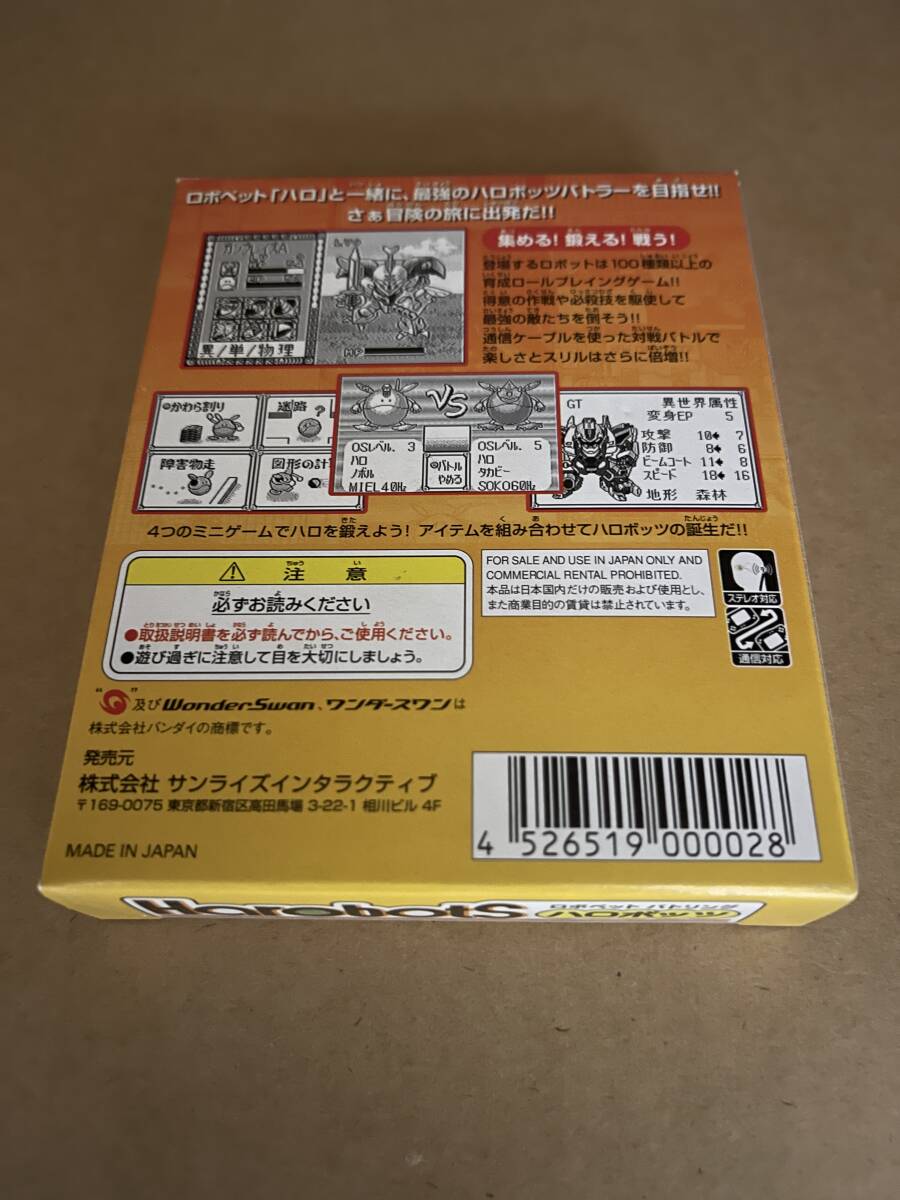 ロボペット「ハロ」と一緒に、最強のハロボッツバトラーを目指せ!!
さぁ冒険の旅に出発だ!!
集める!鍛える!戦う!
登場するロボットは100種類以上の
育成ロールプレイングゲーム!!
得意の作戦や必殺技を駆使して
最強の敵たちを倒そう!!
通信ケーブルを使った対戦バトルで
楽しさとスリルはさらに倍増!!
異/単/物理
HP
かわら割り
迷路
障害物走
図形の計
VS
OSレベル. 3
ハロ
ノボル
MIEL40Hz
バトル
やめる
OSレベル. 5
ハロ
タカビー
SOKO60Hz
GT 異世界属性
変身EP 5
攻撃 10 7
防御 8 6
ビームコート 11 8
スピード 18 16
地形 森林
4つのミニゲームでハロを鍛えよう! アイテムを組み合わせてハロボッツの誕生だ!!
注意
必ずお読みください
●取扱説明書を必ず読んでから、ご使用ください。
●遊び過ぎに注意して目を大切にしましょう。
FOR SALE AND USE IN JAPAN ONLY AND
COMMERCIAL RENTAL PROHIBITED.
本品は日本国内だけの販売および使用とし、
また商業目的の賃貸は禁止されています。
ステレオ対応
通信対応
“ ”及びWonderSwan、ワンダースワンは
株式会社バンダイの商標です。
発売元
株式会社 サンライズインタラクティブ
〒169-0075 東京都新宿区高田馬場 3-22-1 相川ビル 4F
MADE IN JAPAN
4 526519 000028
Harobots
ロボペットバトリング
ハロボッツ